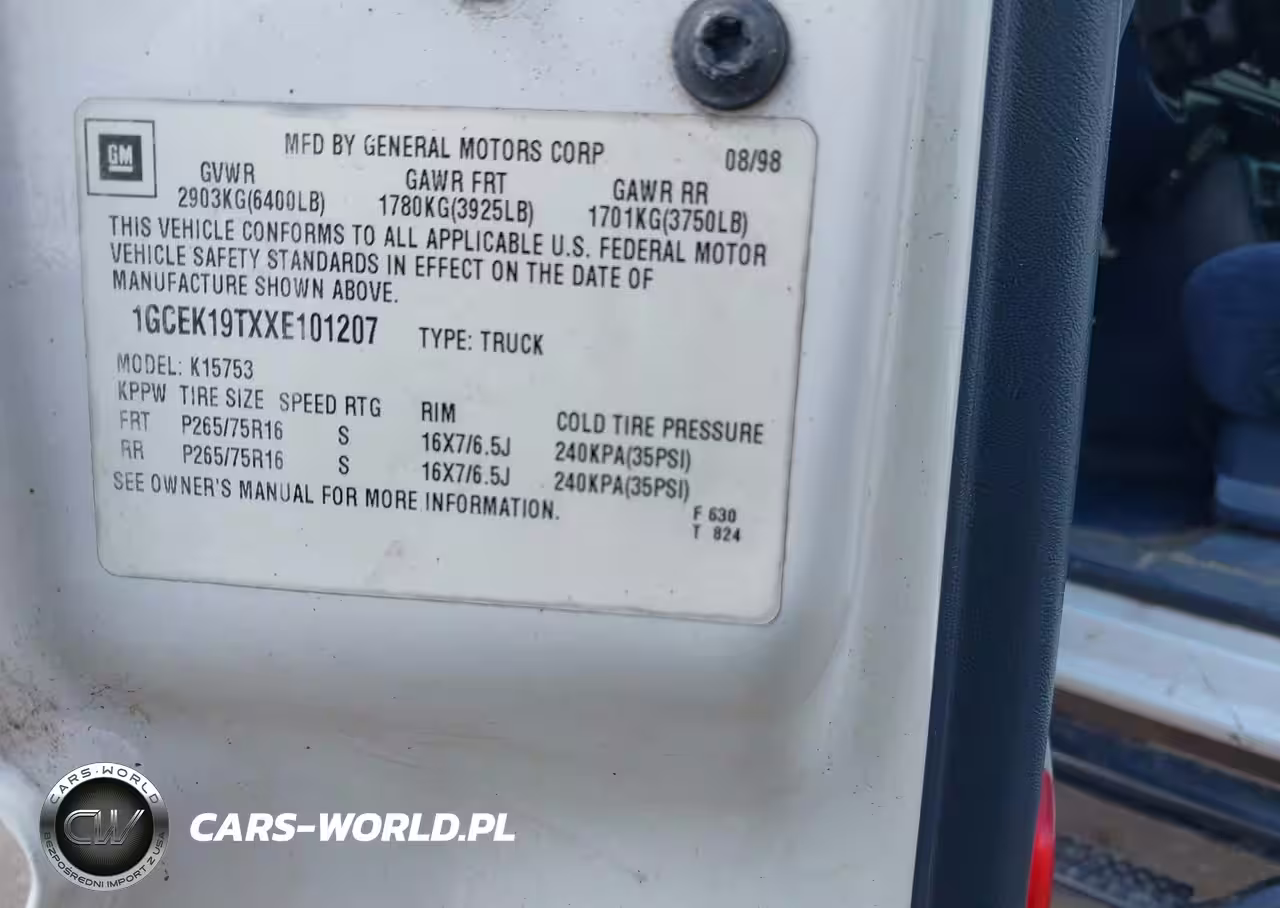 GM
MFD BY GENERAL MOTORS CORP 08/98
GVWR GAWR FRT GAWR RR
2903KG(6400LB) 1780KG(3925LB) 1701KG(3750LB)
THIS VEHICLE CONFORMS TO ALL APPLICABLE U.S. FEDERAL MOTOR
VEHICLE SAFETY STANDARDS IN EFFECT ON THE DATE OF
MANUFACTURE SHOWN ABOVE.
1GCEK19TXXE101207 TYPE: TRUCK
MODEL: K15753
KPPW TIRE SIZE SPEED RTG RIM COLD TIRE PRESSURE
FRT P265/75R16 S 16X7/6.5J 240KPA(35PSI)
RR P265/75R16 S 16X7/6.5J 240KPA(35PSI)
SEE OWNER'S MANUAL FOR MORE INFORMATION.
F 630
T 824
CARS-WORLD
CW
BEZPOŚREDNI IMPORT Z USA
CARS-WORLD.PL